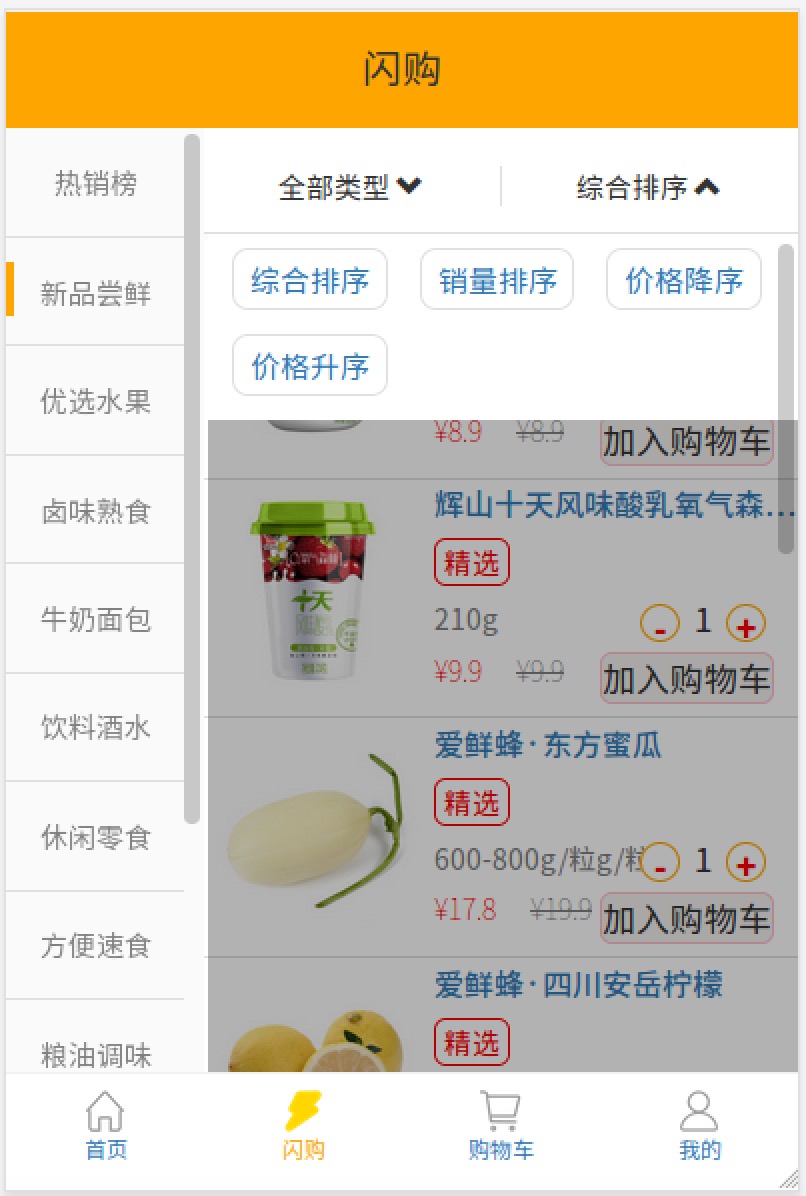 闪购
热销榜
新品尝鲜
优选水果
卤味熟食
牛奶面包
饮料酒水
休闲零食
方便速食
粮油调味
全部类型
综合排序
综合排序 销量排序 价格降序
价格升序
¥8.9 ¥8.9 加入购物车
辉山十天风味酸乳氧气森...
精选
210g - 1 +
¥9.9 ¥9.9 加入购物车
十天
爱鲜蜂·东方蜜瓜
精选
600-800g/粒g/粒 - 1 +
¥17.8 ¥19.9 加入购物车
爱鲜蜂·四川安岳柠檬
精选
首页 闪购 购物车 我的